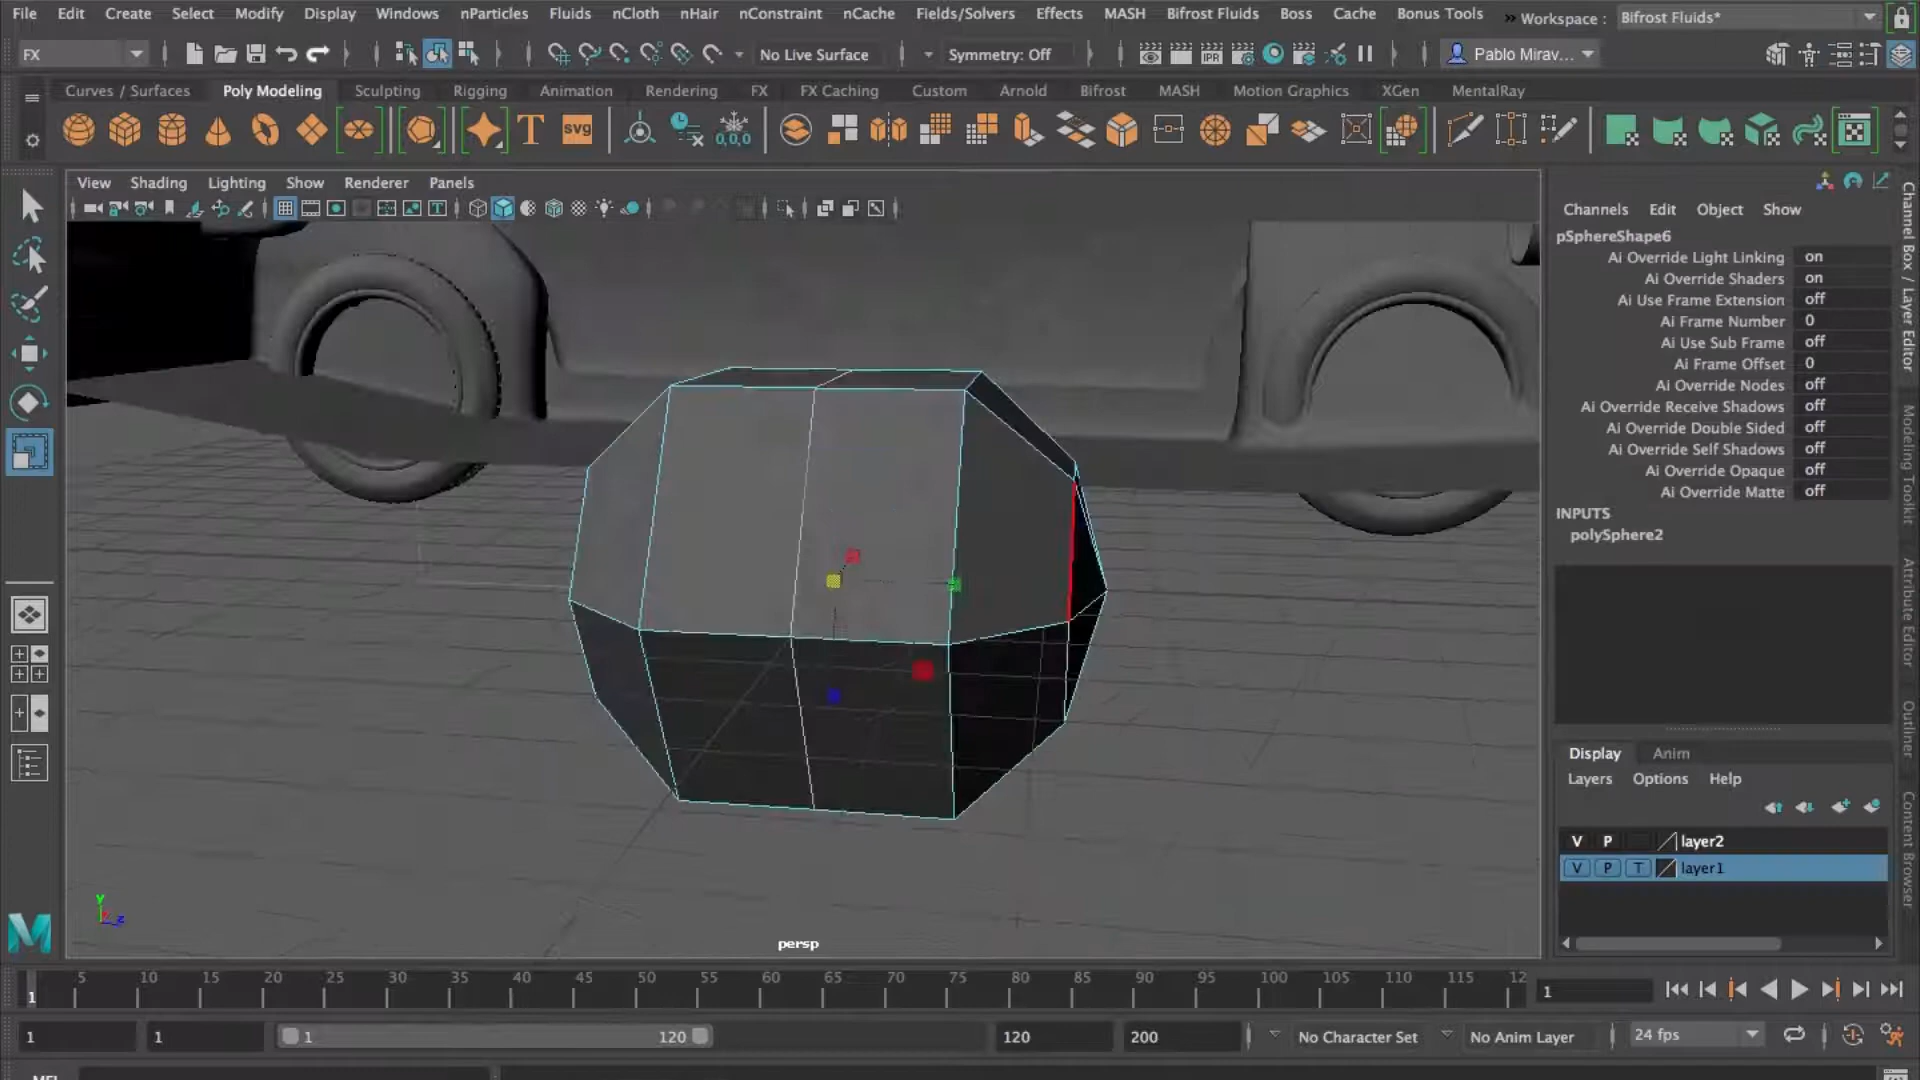 File Edit Create Select Modify Display Windows nParticles Fluids nCloth nHair nConstraint nCache Fields/Solvers Effects MASH Bifrost Fluids Boss Cache Bonus Tools » Workspace : Bifrost Fluids*
FX No Live Surface Symmetry: Off Pablo Mirav...
Curves / Surfaces Poly Modeling Sculpting Rigging Animation Rendering FX FX Caching Custom Arnold Bifrost MASH Motion Graphics XGen MentalRay
T svg 0,0,0
View Shading Lighting Show Renderer Panels
Channels Edit Object Show
pSphereShape6
Ai Override Light Linking on
Ai Override Shaders on
Ai Use Frame Extension off
Ai Frame Number 0
Ai Use Sub Frame off
Ai Frame Offset 0
Ai Override Nodes off
Ai Override Receive Shadows off
Ai Override Double Sided off
Ai Override Self Shadows off
Ai Override Opaque off
Ai Override Matte off
INPUTS
polySphere2
Display Anim
Layers Options Help
V P layer2
V P T layer1
Channel Box / Layer Editor
Modeling Toolkit
Attribute Editor
Outliner
Content Browser
Y
Z
persp
5 10 15 20 25 30 35 40 45 50 55 60 65 70 75 80 85 90 95 100 105 110 115 12
1 1
1 1 1 120 120 200 No Character Set No Anim Layer 24 fps
MEL